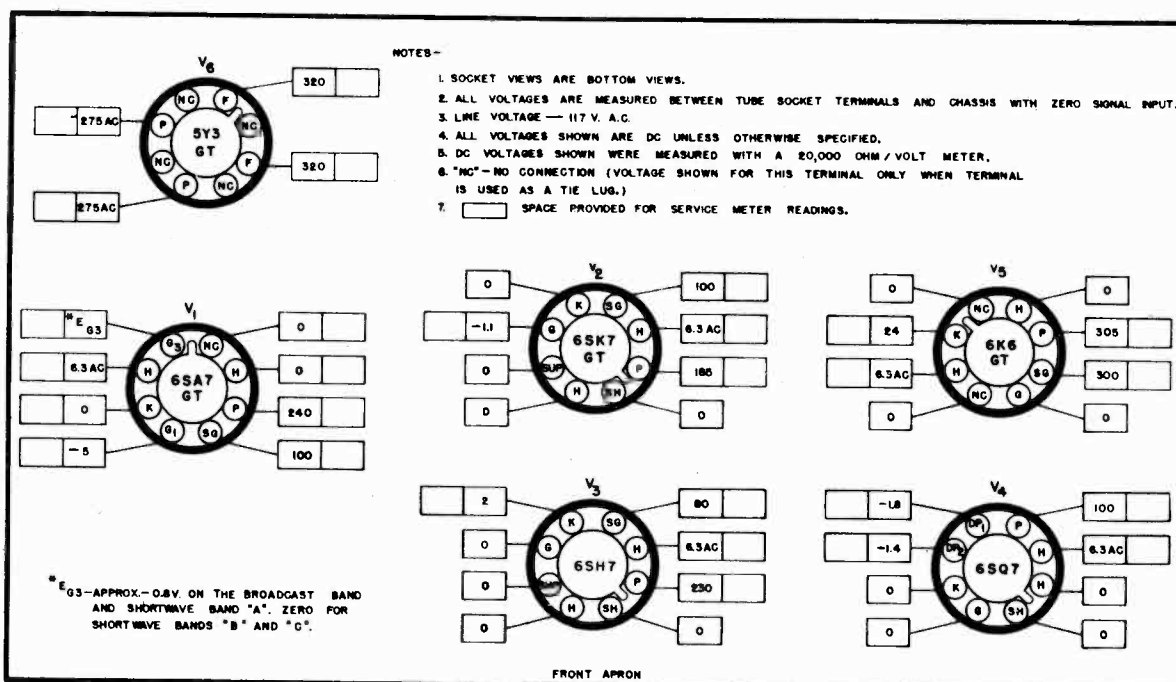 NOTES-
1. SOCKET VIEWS ARE BOTTOM VIEWS.
2. ALL VOLTAGES ARE MEASURED BETWEEN TUBE SOCKET TERMINALS AND CHASSIS WITH ZERO SIGNAL INPUT.
3. LINE VOLTAGE — 117 V. A.C.
4. ALL VOLTAGES SHOWN ARE DC UNLESS OTHERWISE SPECIFIED.
5. DC VOLTAGES SHOWN WERE MEASURED WITH A 20,000 OHM/VOLT METER.
6. "NC"-NO CONNECTION (VOLTAGE SHOWN FOR THIS TERMINAL ONLY WHEN TERMINAL
IS USED AS A TIE LUG.)
7. SPACE PROVIDED FOR SERVICE METER READINGS.
V6
320
NC F
275AC
P NC
5Y3
GT
NC F
320
P NC
275AC
V1
*EG3
G3 NC
0
6.3AC
H H
0
6SA7
GT
0
K P
240
-5
G1 SG
100
V2
0
K SG
100
-1.1
G H
6.3AC
6SK7
GT
0
SUP P
185
0
H SH
0
V5
0
NC H
0
24
K P
305
6K6
GT
6.3AC
H SG
300
0
NC G
0
V3
2
K SG
80
0
G H
6.3AC
6SH7
0
P
230
0
H SH
0
V4
-1.8
DP1 P
100
-1.4
DP2 H
6.3AC
6SQ7
0
K H
0
0
G SH
0
*EG3-APPROX.-0.8V. ON THE BROADCAST BAND
AND SHORTWAVE BAND "A". ZERO FOR
SHORTWAVE BANDS "B" AND "C".
FRONT APRON